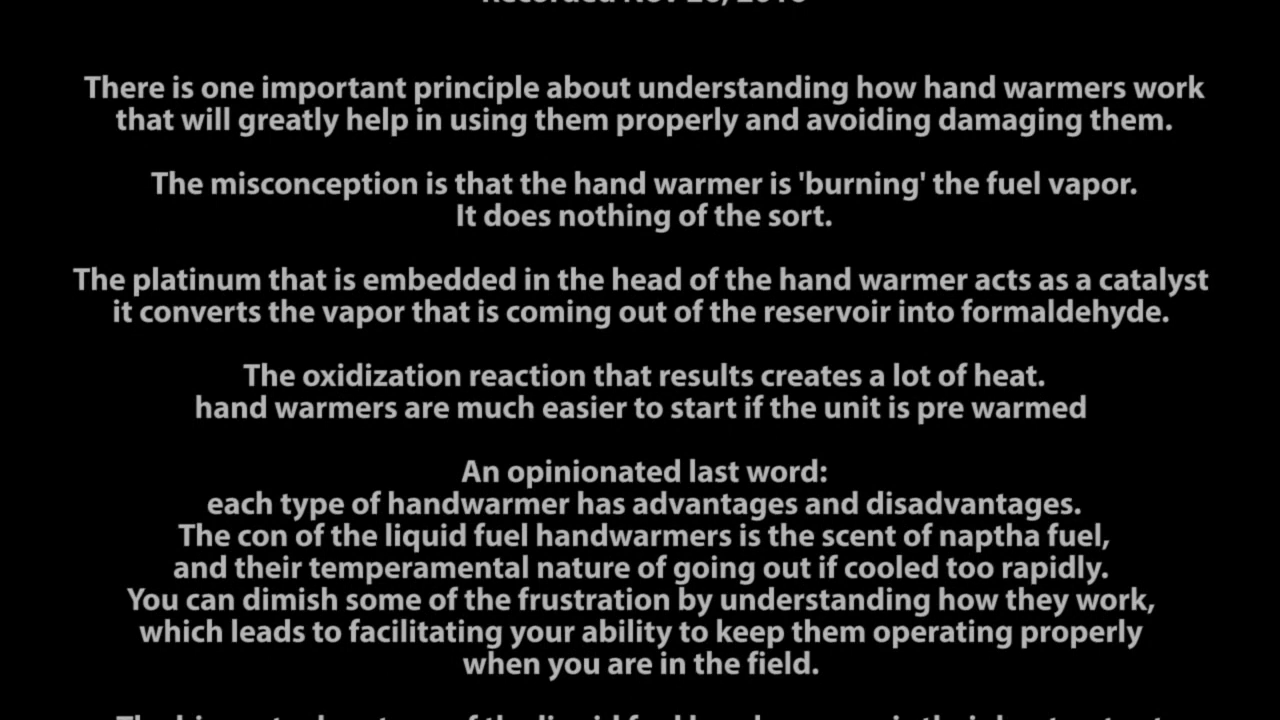 There is one important principle about understanding how hand warmers work
that will greatly help in using them properly and avoiding damaging them.
The misconception is that the hand warmer is 'burning' the fuel vapor.
It does nothing of the sort.
The platinum that is embedded in the head of the hand warmer acts as a catalyst
it converts the vapor that is coming out of the reservoir into formaldehyde.
The oxidization reaction that results creates a lot of heat.
hand warmers are much easier to start if the unit is pre warmed
An opinionated last word:
each type of handwarmer has advantages and disadvantages.
The con of the liquid fuel handwarmers is the scent of naptha fuel,
and their temperamental nature of going out if cooled too rapidly.
You can dimish some of the frustration by understanding how they work,
which leads to facilitating your ability to keep them operating properly
when you are in the field.